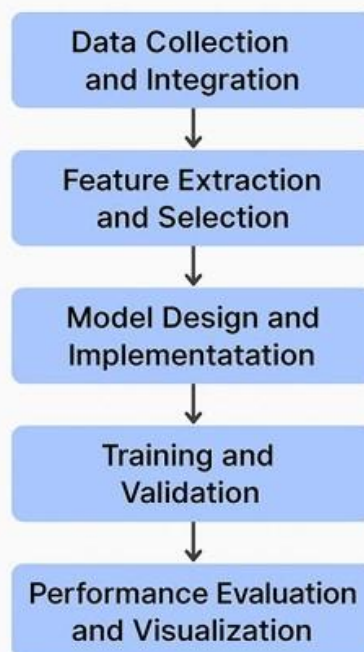 Data Collection
and Integration
Feature Extraction
and Selection
Model Design and
Implementatation
Training and
Validation
Performance Evaluation
and Visualization